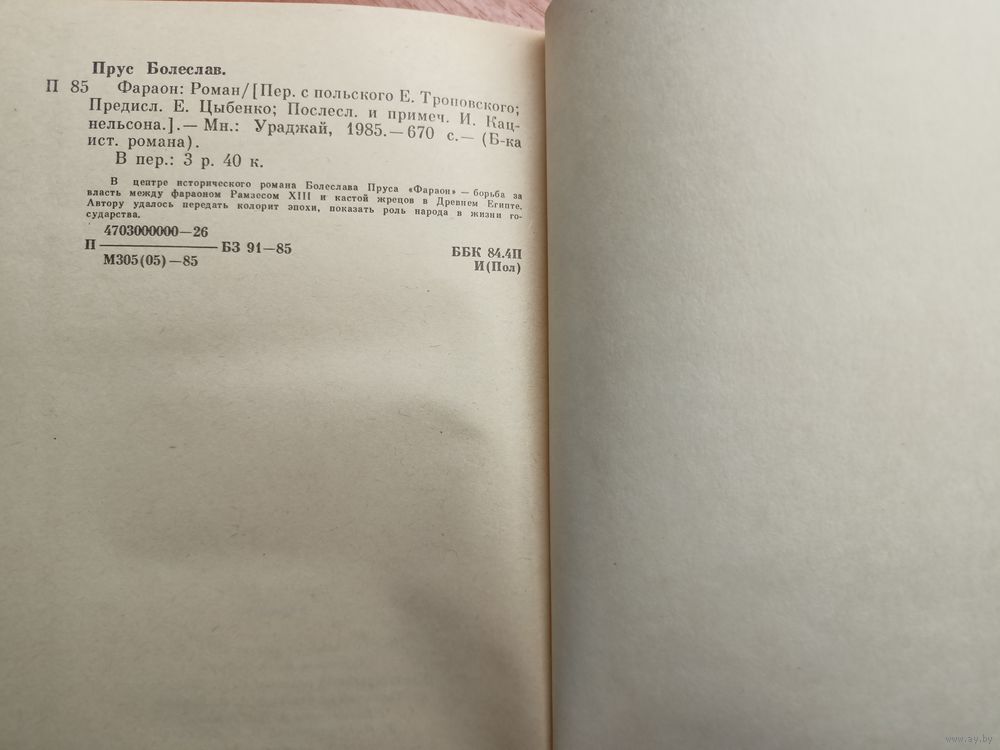 Прус Болеслав.
П 85 Фараон: Роман/[Пер. с польского Е. Троповского;
Предисл. Е. Цыбенко; Послесл. и примеч. И. Кац-
нельсона.].— Мн.: Ураджай, 1985.— 670 с.— (Б-ка
ист. романа).
В пер.: 3 р. 40 к.
В центре исторического романа Болеслава Пруса «Фараон» — борьба за
власть между фараоном Рамзесом XIII и кастой жрецов в Древнем Египте.
Автору удалось передать колорит эпохи, показать роль народа в жизни го-
сударства.
4703000000—26
П ——— БЗ 91—85
М305(05)—85
ББК 84.4П
И(Пол)
www.ay.by